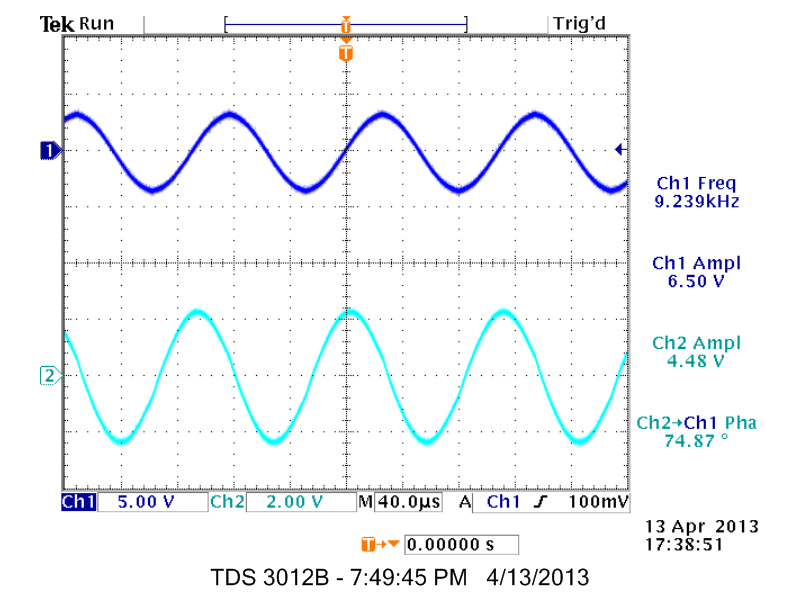 Tek Run Trig'd
T
T
1
Ch1 Freq
9.239kHz
Ch1 Ampl
6.50 V
Ch2 Ampl
4.48 V
2
Ch2→Ch1 Pha
74.87 °
Ch1 5.00 V Ch2 2.00 V M 40.0µs A Ch1 ʃ 100mV
T→▼ 0.00000 s
13 Apr 2013
17:38:51
TDS 3012B - 7:49:45 PM 4/13/2013